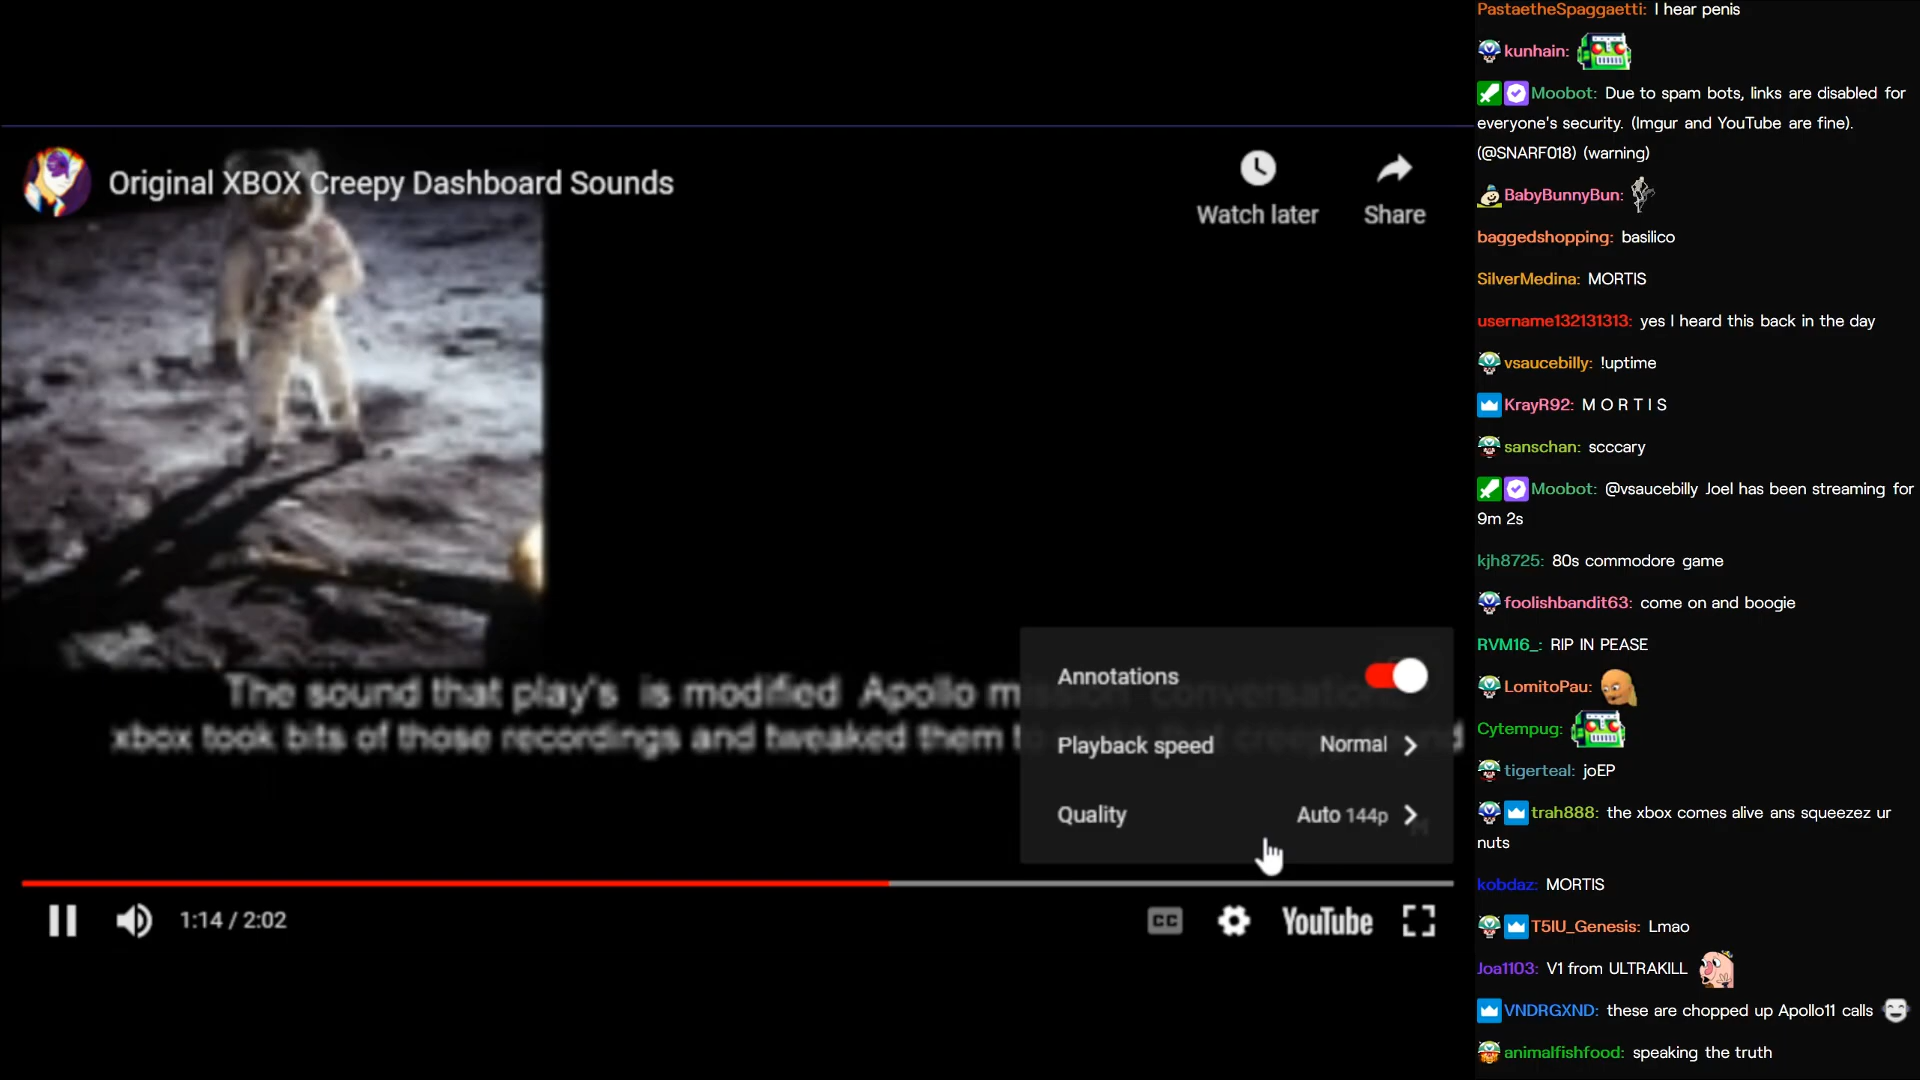 Original XBOX Creepy Dashboard Sounds
Watch later
Share
The sound that play's is modified Apollo
xbox took bits of those recordings and tweaked them
Annotations
Playback speed Normal
Quality Auto 144p
1:14 / 2:02
CC
YouTube
PastaetheSpaggaetti: I hear penis
kunhain:
Moobot: Due to spam bots, links are disabled for
everyone's security. (Imgur and YouTube are fine).
(@SNARF018) (warning)
BabyBunnyBun:
baggedshopping: basilico
SilverMedina: MORTIS
username132131313: yes I heard this back in the day
vsaucebilly: !uptime
KrayR92: M O R T I S
sanschan: scccary
Moobot: @vsaucebilly Joel has been streaming for
9m 2s
kjh8725: 80s commodore game
foolishbandit63: come on and boogie
RVM16_: RIP IN PEASE
LomitoPau:
Cytempug:
tigerteal: joEP
trah888: the xbox comes alive ans squeezez ur
nuts
kobdaz: MORTIS
T5IU_Genesis: Lmao
Joa1103: V1 from ULTRAKILL
VNDRGXND: these are chopped up Apollo11 calls
animalfishfood: speaking the truth